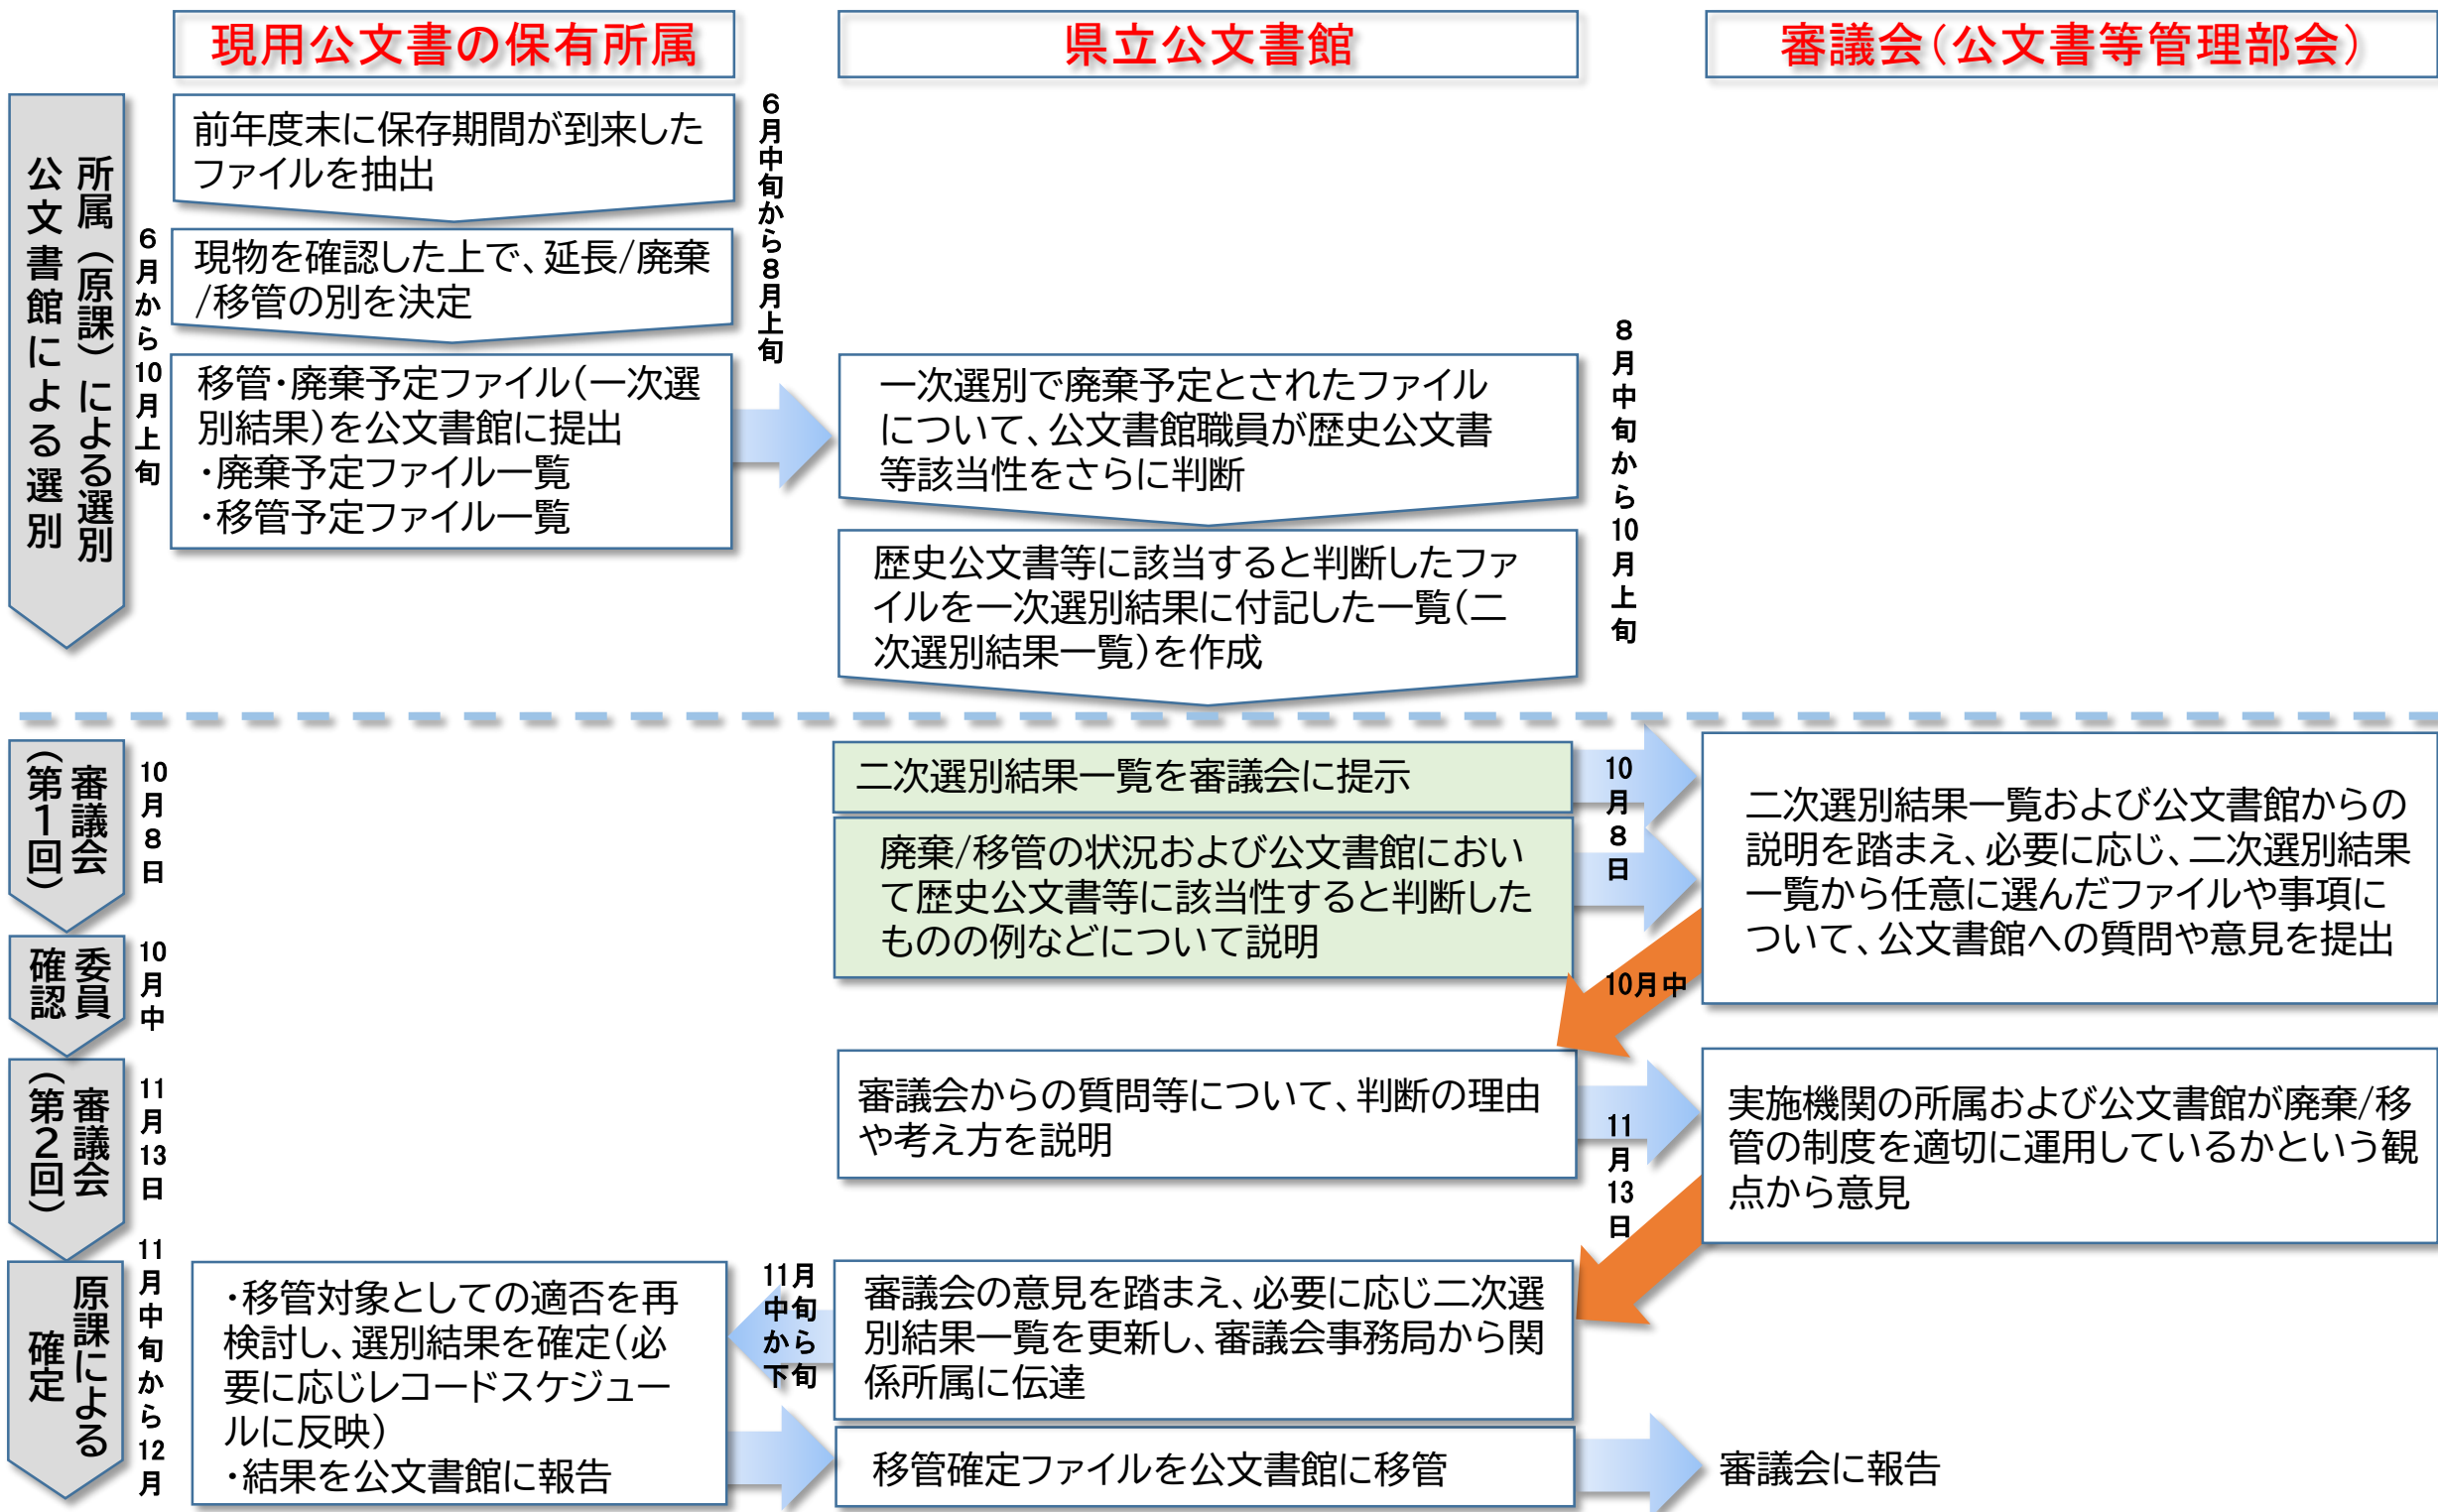 現用公文書の保有所属
県立公文書館
審議会（公文書等管理部会）
所属（原課）による選別
公文書館による選別
６月から10月上旬
前年度末に保存期間が到来した
ファイルを抽出
現物を確認した上で、延長/廃棄
/移管の別を決定
移管・廃棄予定ファイル（一次選
別結果）を公文書館に提出
・廃棄予定ファイル一覧
・移管予定ファイル一覧
６月中旬から８月上旬
一次選別で廃棄予定とされたファイル
について、公文書館職員が歴史公文書
等該当性をさらに判断
歴史公文書等に該当すると判断したファ
イルを一次選別結果に付記した一覧（二
次選別結果一覧）を作成
８月中旬から10月上旬
審議会
（第１回）
10月８日
二次選別結果一覧を審議会に提示
廃棄/移管の状況および公文書館におい
て歴史公文書等に該当性すると判断した
ものの例などについて説明
10月８日
二次選別結果一覧および公文書館からの
説明を踏まえ、必要に応じ、二次選別結果
一覧から任意に選んだファイルや事項に
ついて、公文書館への質問や意見を提出
委員
確認
10月中
10月中
審議会
（第２回）
11月13日
審議会からの質問等について、判断の理由
や考え方を説明
11月13日
実施機関の所属および公文書館が廃棄/移
管の制度を適切に運用しているかという観
点から意見
原課による
確定
11月中旬から12月
・移管対象としての適否を再
検討し、選別結果を確定（必
要に応じレコードスケジュー
ルに反映）
・結果を公文書館に報告
11月
中旬
から
下旬
審議会の意見を踏まえ、必要に応じ二次選
別結果一覧を更新し、審議会事務局から関
係所属に伝達
移管確定ファイルを公文書館に移管
審議会に報告